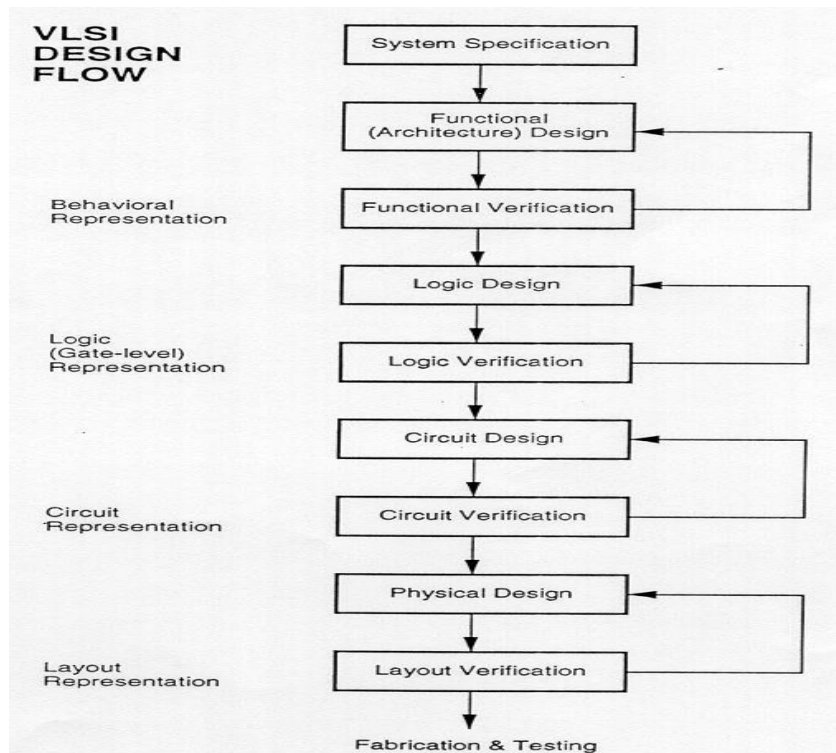 VLSI
DESIGN
FLOW
System Specification
Functional
(Architecture) Design
Behavioral
Representation
Functional Verification
Logic Design
Logic
(Gate-level)
Representation
Logic Verification
Circuit Design
Circuit
Representation
Circuit Verification
Physical Design
Layout
Representation
Layout Verification
Fabrication & Testing